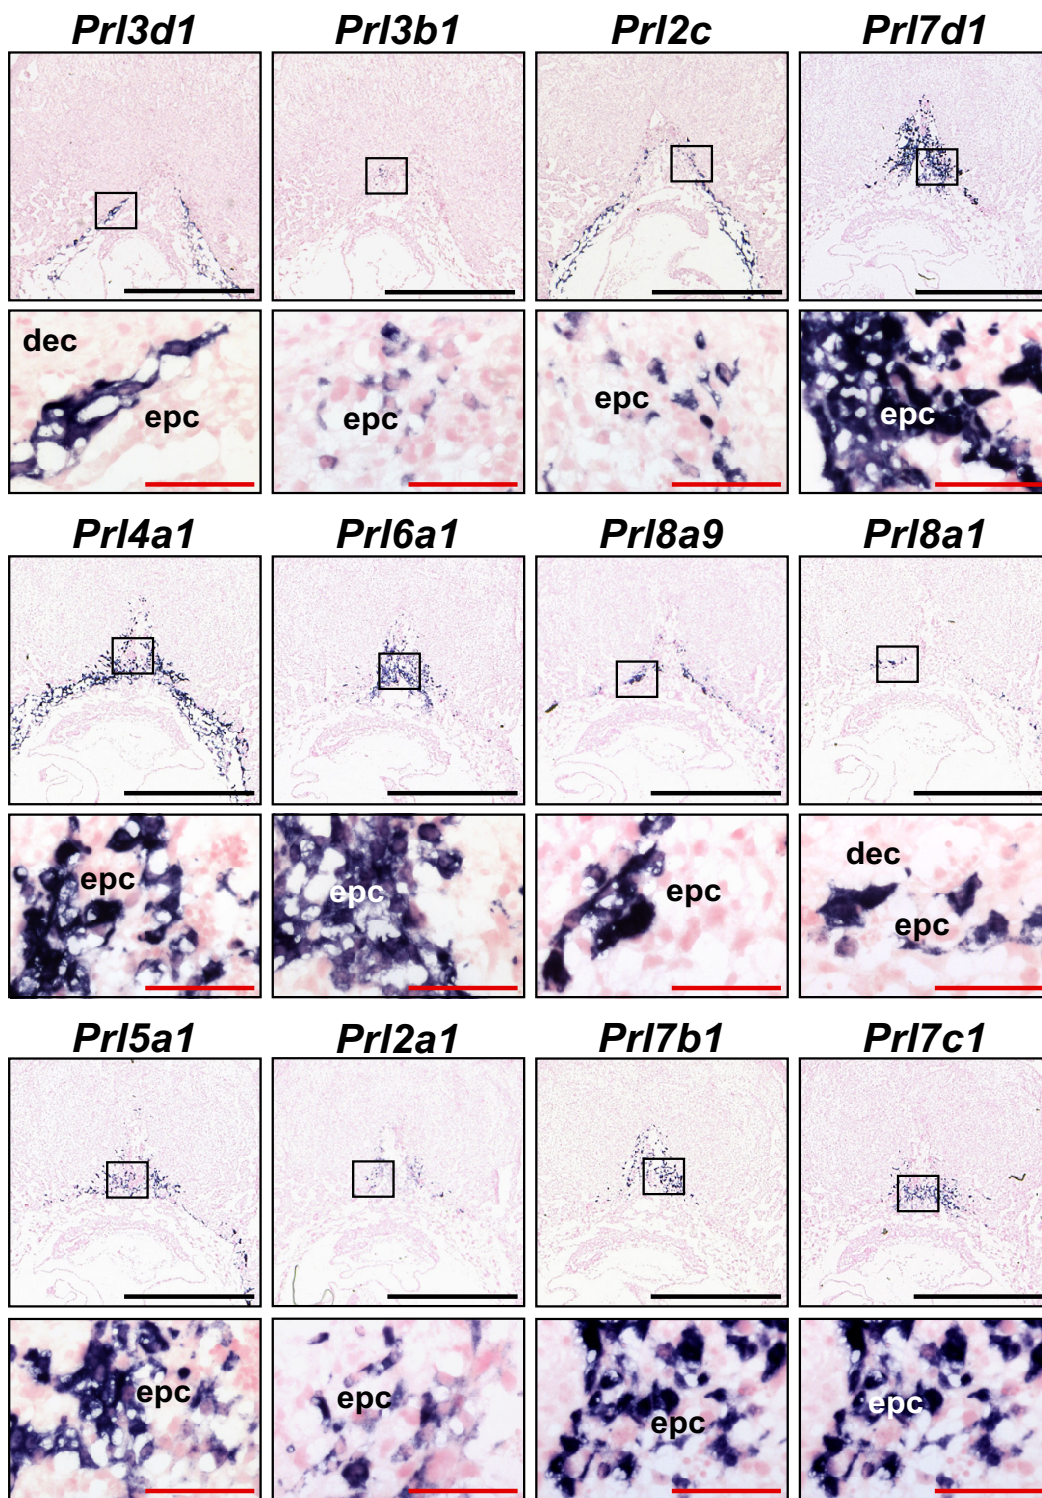 Prl3d1 Prl3b1 Prl2c Prl7d1
dec
epc epc epc epc
Prl4a1 Prl6a1 Prl8a9 Prl8a1
epc epc epc dec
epc
Prl5a1 Prl2a1 Prl7b1 Prl7c1
epc epc epc epc